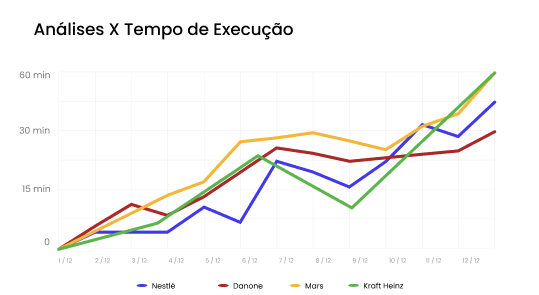 Análises X Tempo de Execução
60 min
30 min
15 min
0
1 / 12 2 / 12 3 / 12 4 / 12 5 / 12 6 / 12 7 / 12 8 / 12 9 / 12 10 / 12 11 / 12 12 / 12
Nestlê Danone Mars Kraft Heinz